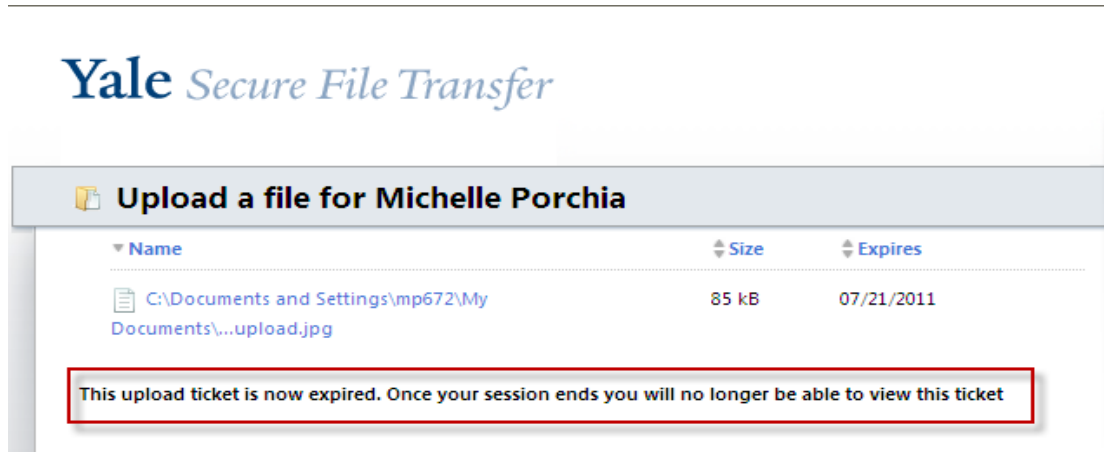 Yale Secure File Transfer
Upload a file for Michelle Porchia
Name Size Expires
C:\Documents and Settings\mp672\My 85 kB 07/21/2011
Documents\...upload.jpg
This upload ticket is now expired. Once your session ends you will no longer be able to view this ticket